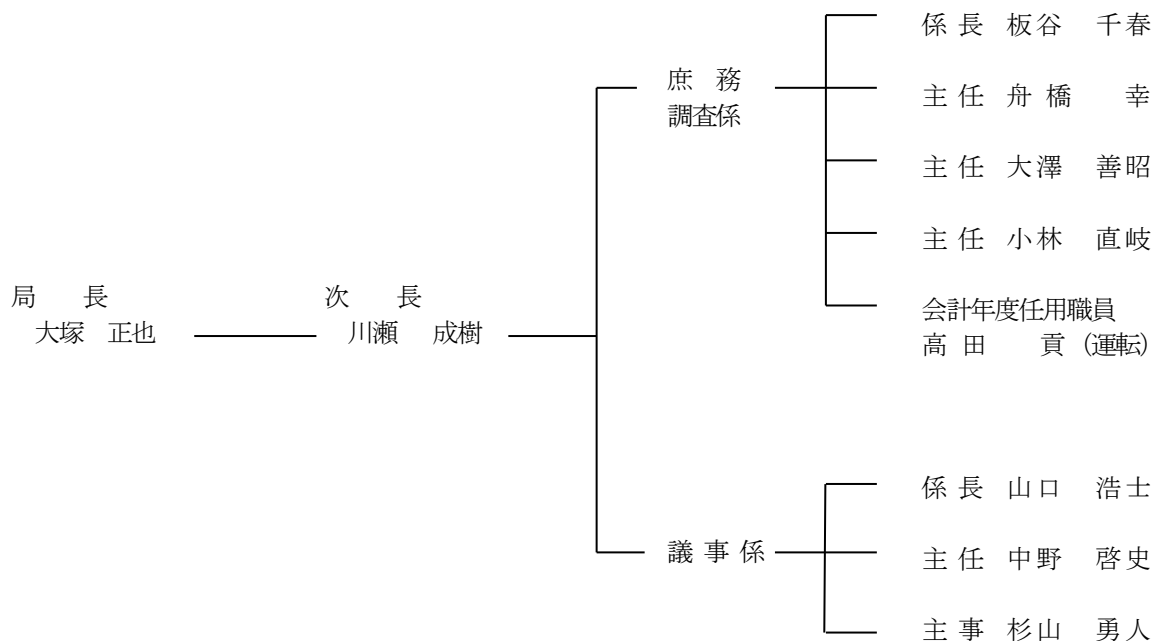 局長
大塚 正也
次長
川瀬 成樹
庶務
調査係
係長 板谷 千春
主任 舟橋 幸
主任 大澤 善昭
主任 小林 直岐
会計年度任用職員
高田 貢 (運転)
議事係
係長 山口 浩士
主任 中野 啓史
主事 杉山 勇人